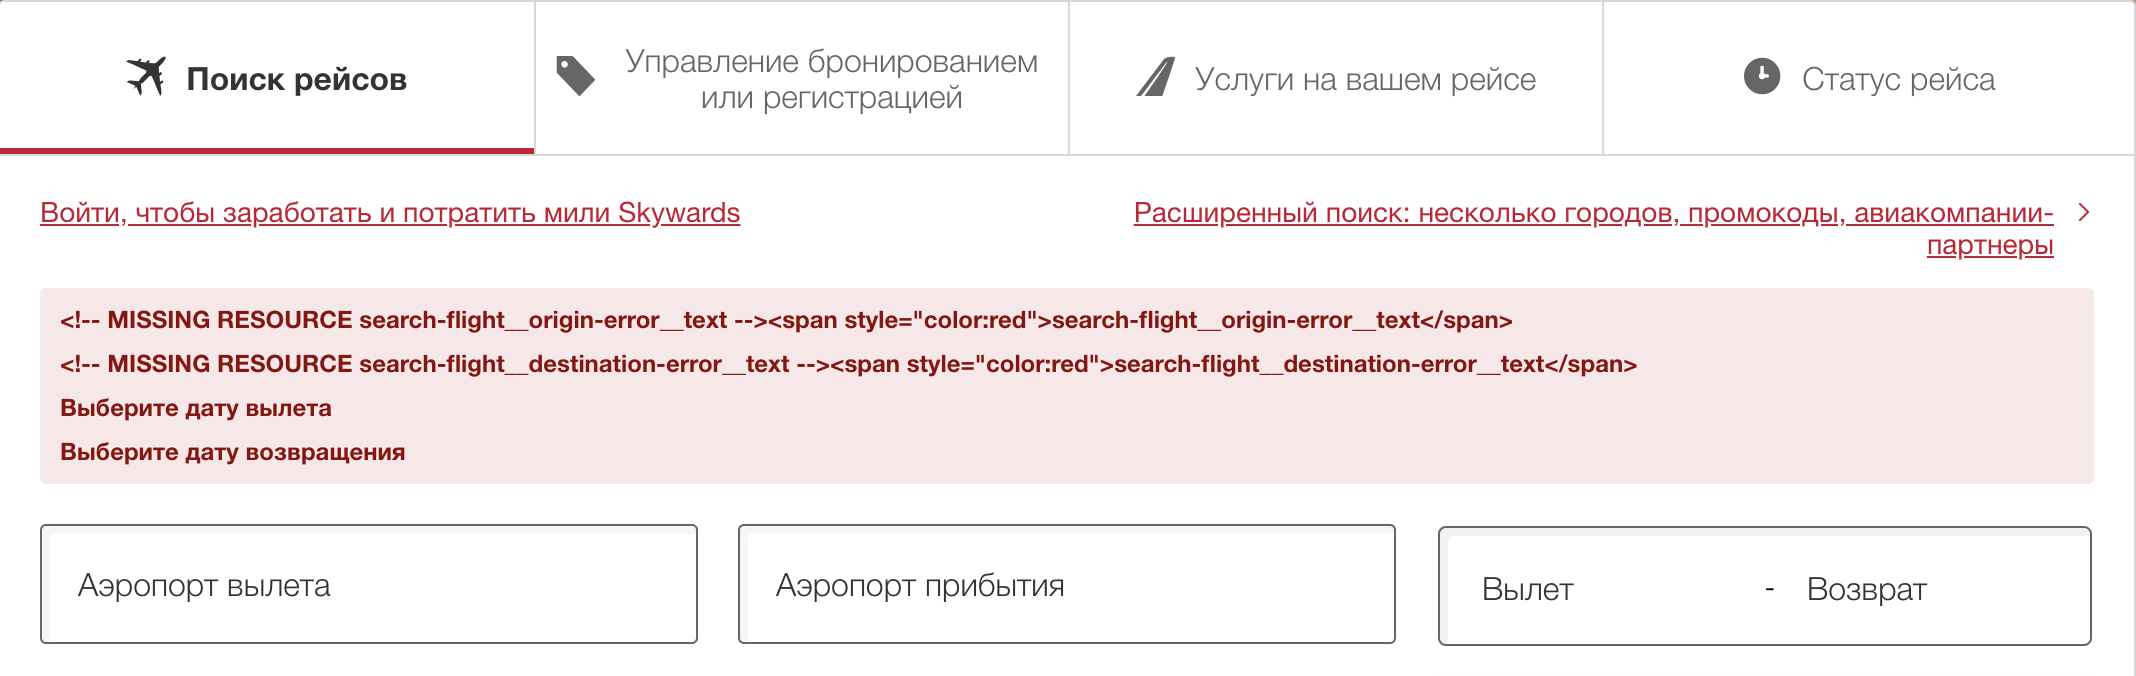 Поиск рейсов
Управление бронированием
или регистрацией
Услуги на вашем рейсе
Статус рейса
Войти, чтобы заработать и потратить мили Skywards
Расширенный поиск: несколько городов, промокоды, авиакомпании-
партнеры
<!-- MISSING RESOURCE search-flight__origin-error__text --><span style="color:red">search-flight__origin-error__text</span>
<!-- MISSING RESOURCE search-flight__destination-error__text --><span style="color:red">search-flight__destination-error__text</span>
Выберите дату вылета
Выберите дату возвращения
Аэропорт вылета
Аэропорт прибытия
Вылет - Возврат